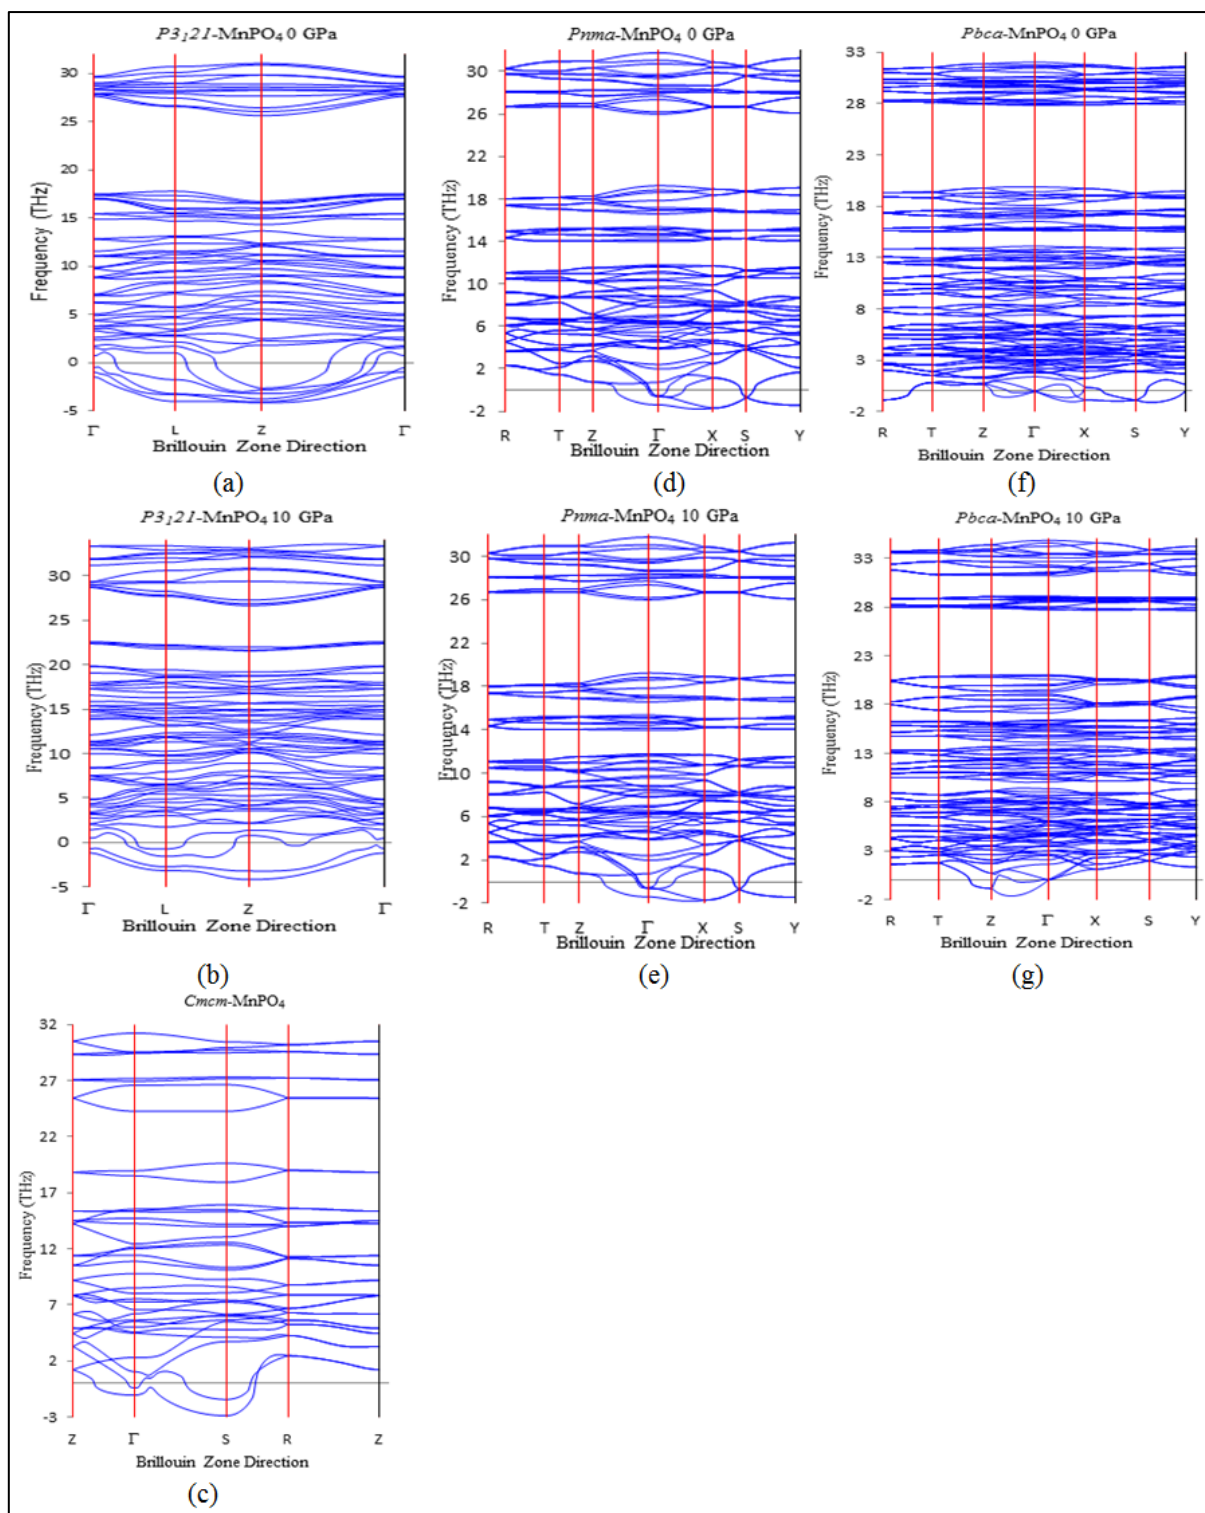 P3₁21-MnPO₄ 0 GPa
30
25
20
15
10
5
0
-5
Frequency (THz)
Γ L Z Γ
Brillouin Zone Direction
(a)
Pnma-MnPO₄ 0 GPa
30
26
22
18
14
10
6
2
-2
Frequency (THz)
R T Z Γ X S Y
Brillouin Zone Direction
(d)
Pbca-MnPO₄ 0 GPa
33
28
23
18
13
8
3
-2
Frequency (THz)
R T Z Γ X S Y
Brillouin Zone Direction
(f)
P3₁21-MnPO₄ 10 GPa
30
25
20
15
10
5
0
-5
Frequency (THz)
Γ L Z Γ
Brillouin Zone Direction
(b)
Pnma-MnPO₄ 10 GPa
30
26
22
18
14
10
6
2
-2
Frequency (THz)
R T Z Γ X S Y
Brillouin Zone Direction
(e)
Pbca-MnPO₄ 10 GPa
33
28
23
18
13
8
3
-2
Frequency (THz)
R T Z Γ X S Y
Brillouin Zone Direction
(g)
Cmcm-MnPO₄
32
27
22
17
12
7
2
-3
Frequency (THz)
Z Γ S R Z
Brillouin Zone Direction
(c)